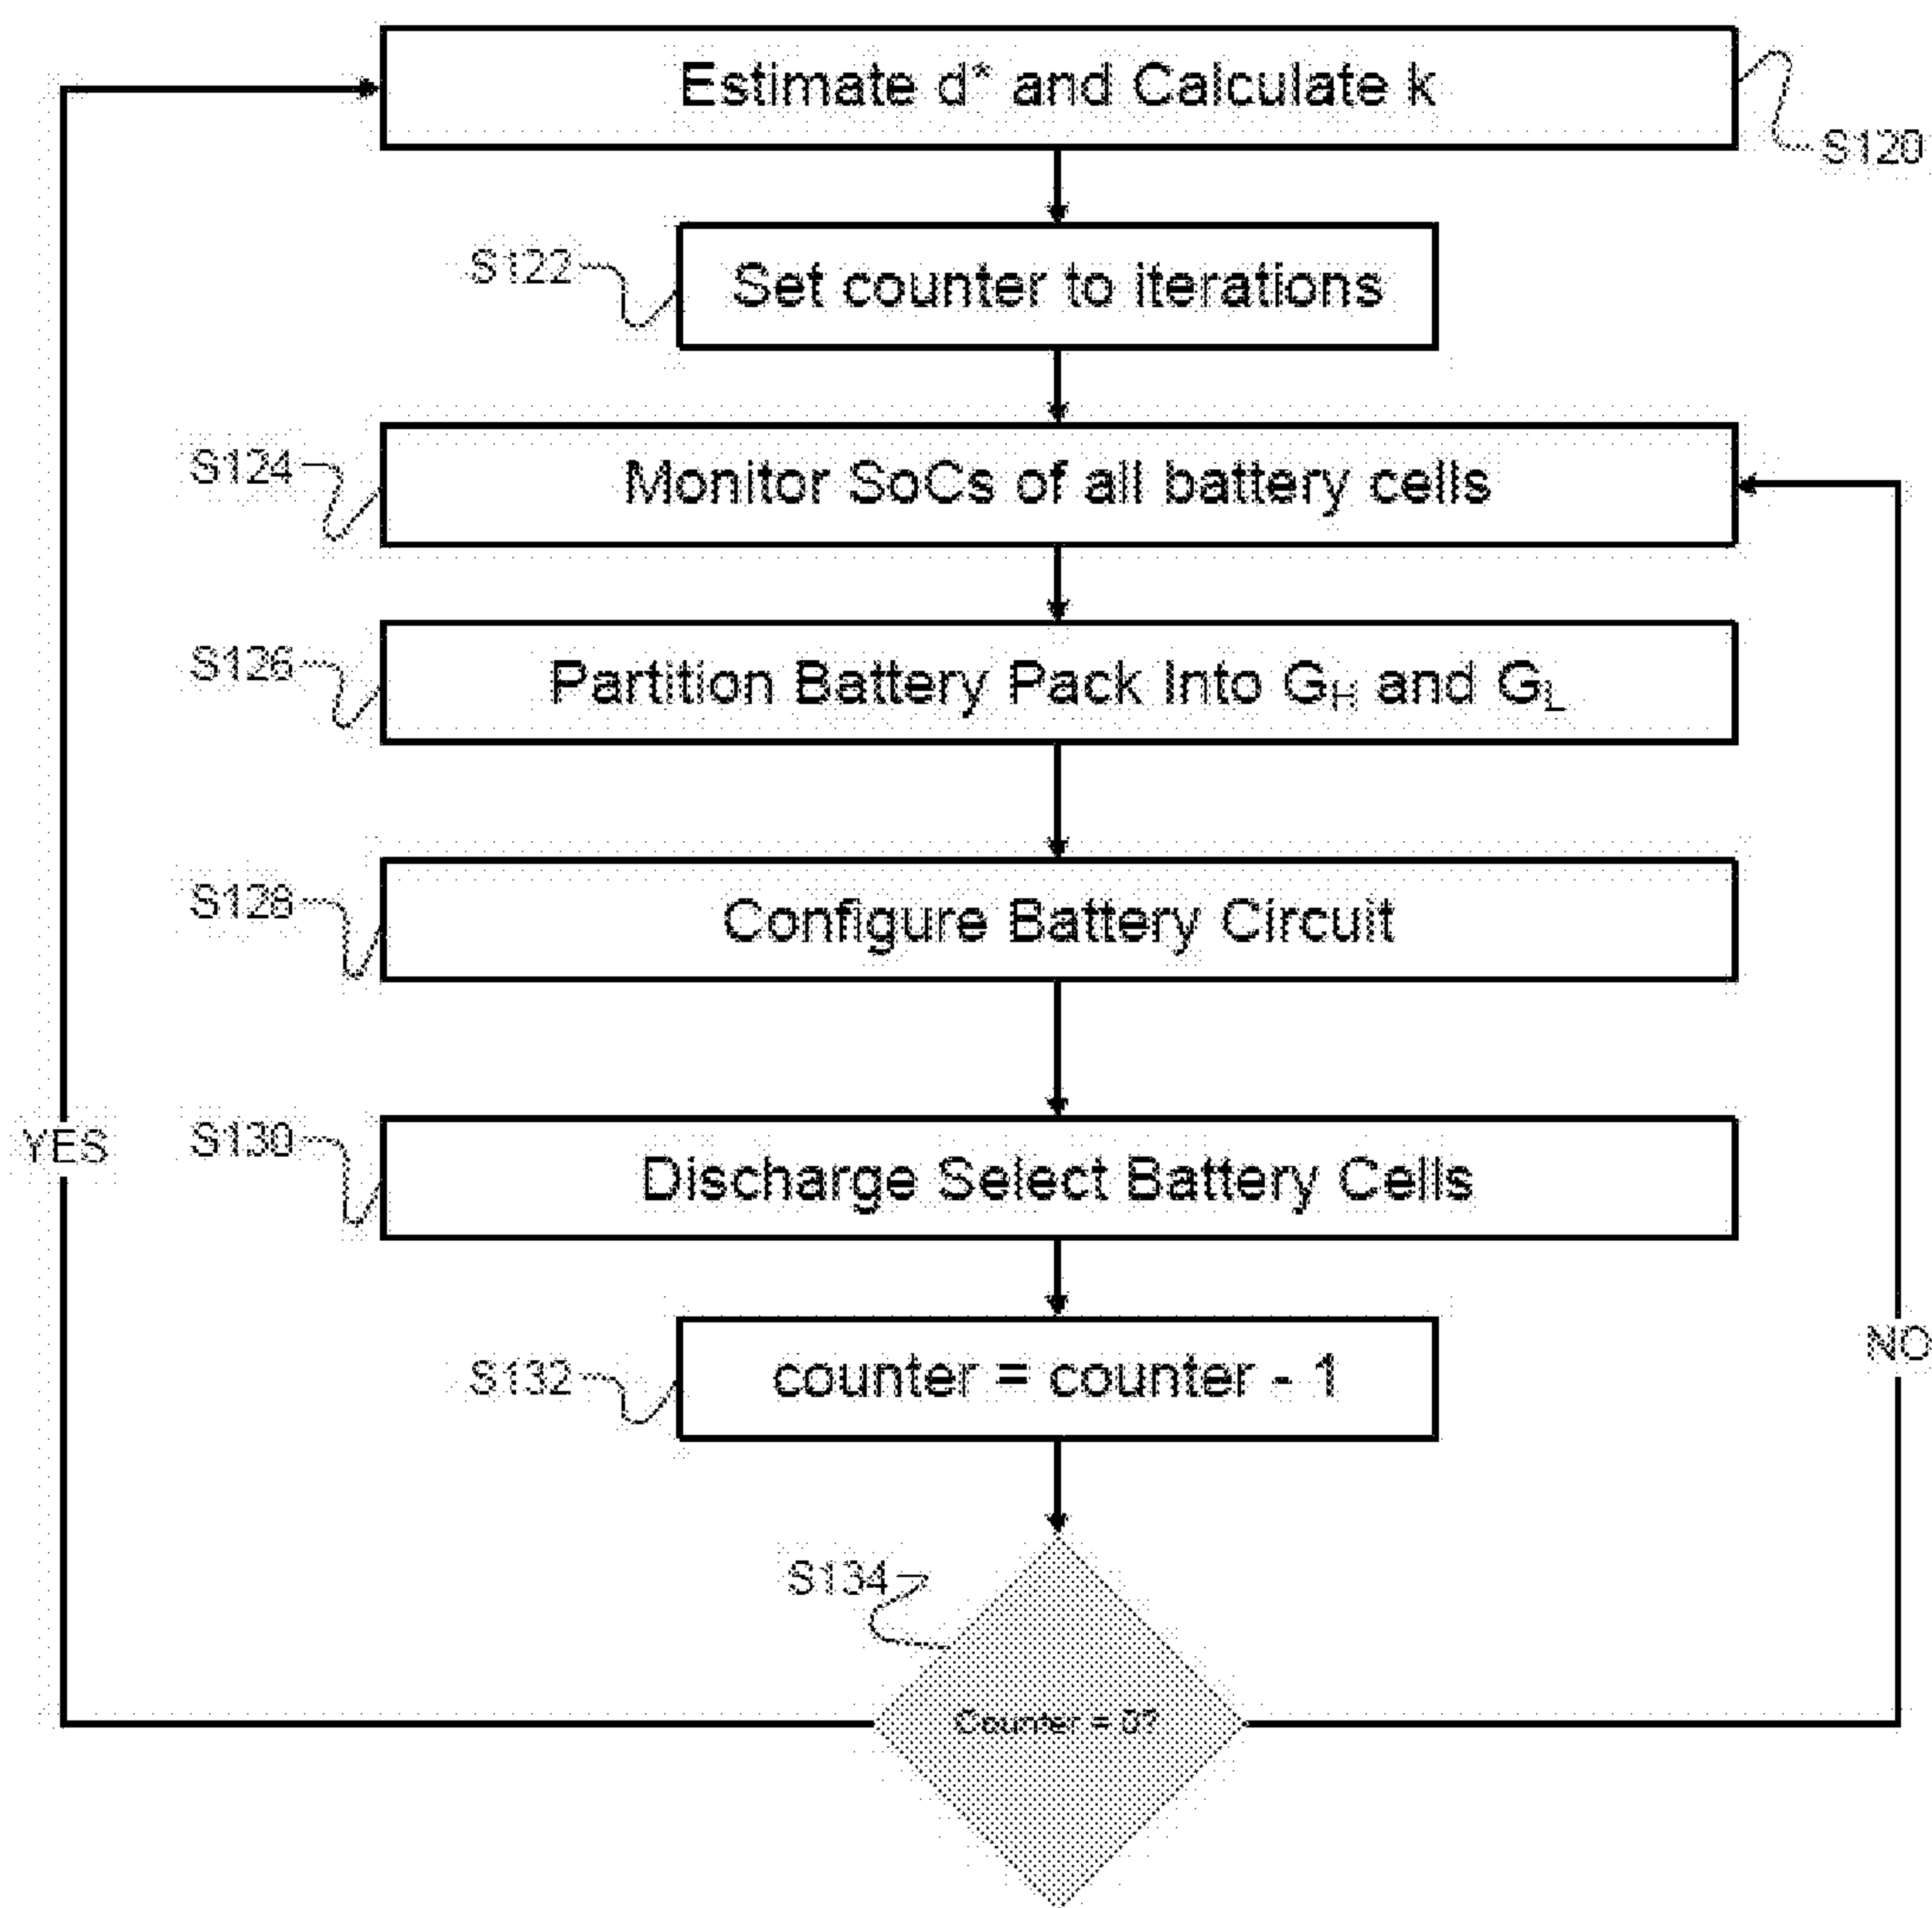 Estimate d* and Calculate k
S120
S122
Set counter to iterations
S124
Monitor SoCs of all battery cells
S126
Partition Battery Pack Into GH and GL
S128
Configure Battery Circuit
YES
S130
Discharge Select Battery Cells
S132
counter = counter - 1
NO
S134
Counter = 0?